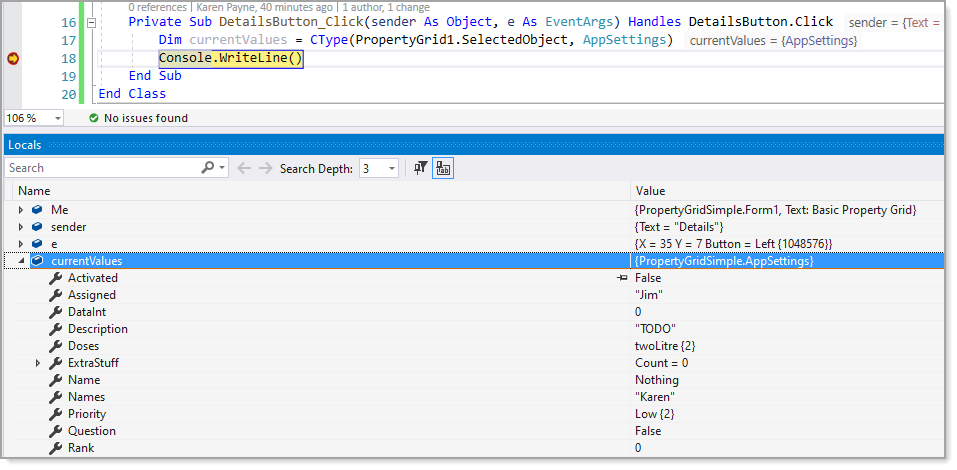 0 references | Karen Payne, 40 minutes ago | 1 author, 1 change
16 Private Sub DetailsButton_Click(sender As Object, e As EventArgs) Handles DetailsButton.Click sender = {Text =
17 Dim currentValues = CType(PropertyGrid1.SelectedObject, AppSettings) currentValues = {AppSettings}
18 Console.WriteLine()
19 End Sub
20 End Class
106 % No issues found
Locals
Search Search Depth: 3
Name Value
Me {PropertyGridSimple.Form1, Text: Basic Property Grid}
sender {Text = "Details"}
e {X = 35 Y = 7 Button = Left {1048576}}
currentValues {PropertyGridSimple.AppSettings}
Activated False
Assigned "Jim"
DataInt 0
Description "TODO"
Doses twoLitre {2}
ExtraStuff Count = 0
Name Nothing
Names "Karen"
Priority Low {2}
Question False
Rank 0